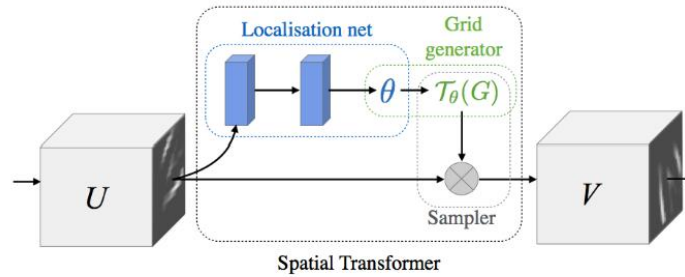 Localisation net
Grid
generator
θ
𝒯θ(G)
U
V
Sampler
Spatial Transformer